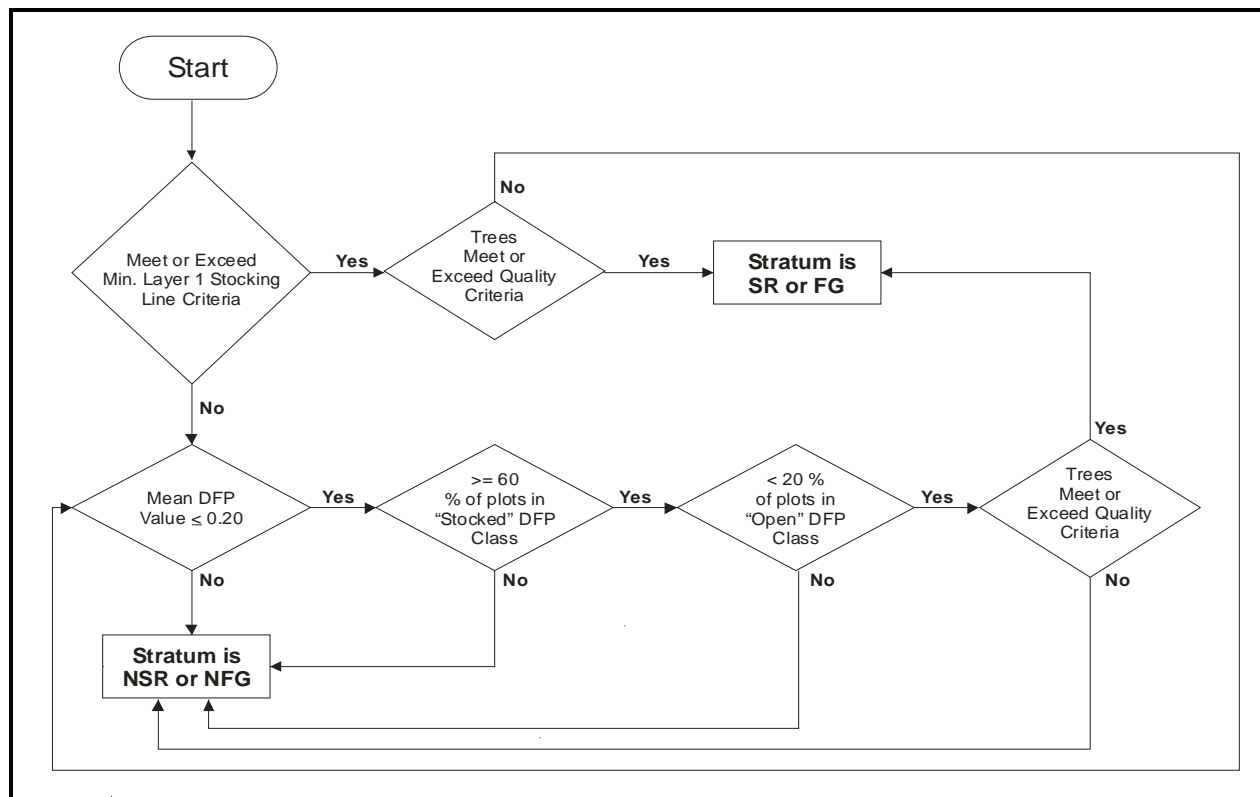 Start
Meet or Exceed
Min. Layer 1 Stocking
Line Criteria
Yes
No
No
Trees
Meet or
Exceed Quality
Criteria
Yes
Stratum is
SR or FG
Mean DFP
Value ≤ 0.20
Yes
No
>= 60
% of plots in
“Stocked” DFP
Class
Yes
No
< 20 %
of plots in
“Open” DFP
Class
Yes
No
Yes
Trees
Meet or
Exceed Quality
Criteria
No
Stratum is
NSR or NFG